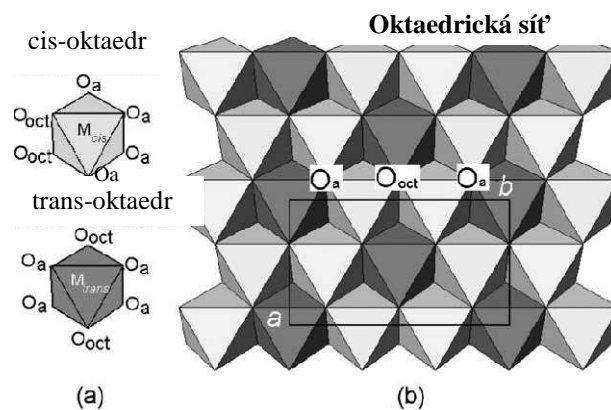 Oktaedrická síť
cis-oktaedr
Oa
Ooct Oa
Mcis
Ooct Oa
Oa
trans-oktaedr
Ooct
Oa Oa
Mtrans
Oa Oa
Ooct
(a)
Oa Ooct Oa b
a
(b)